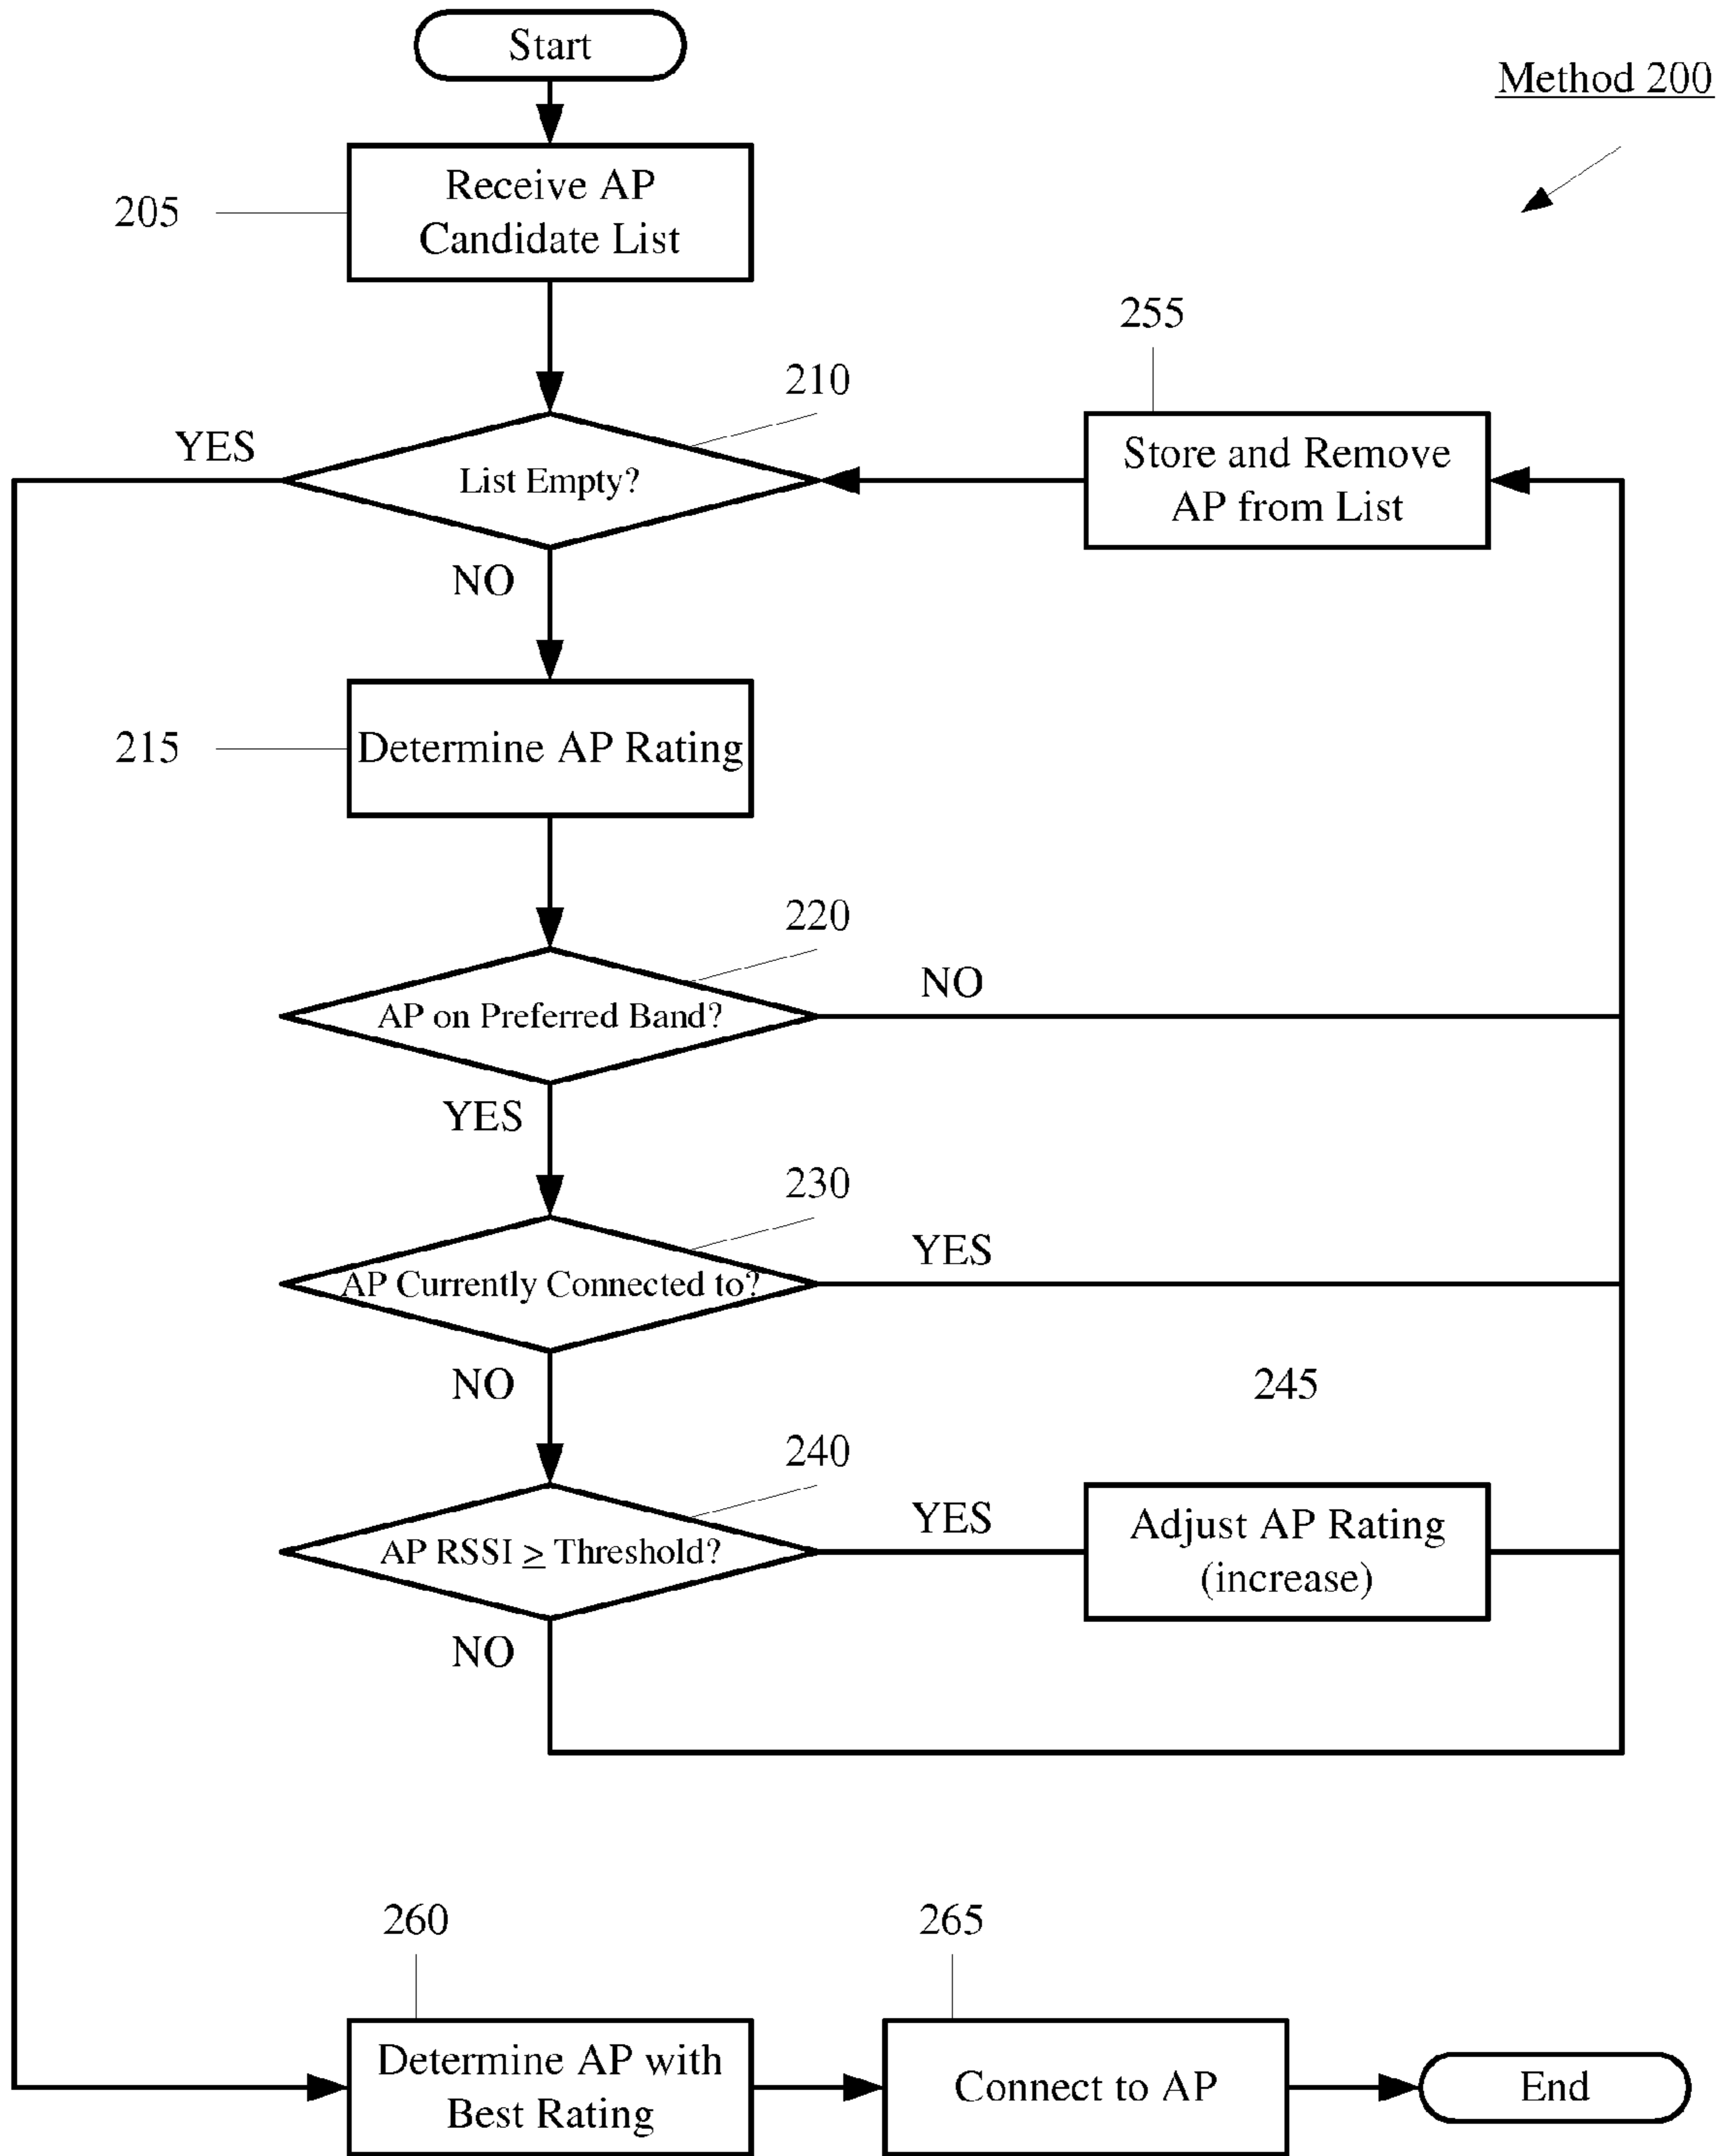 Start
Method 200
205
Receive AP
Candidate List
255
210
YES
List Empty?
Store and Remove
AP from List
NO
215
Determine AP Rating
220
AP on Preferred Band?
NO
YES
230
AP Currently Connected to?
YES
NO
245
240
AP RSSI ≥ Threshold?
YES
Adjust AP Rating
(increase)
NO
260
265
Determine AP with
Best Rating
Connect to AP
End